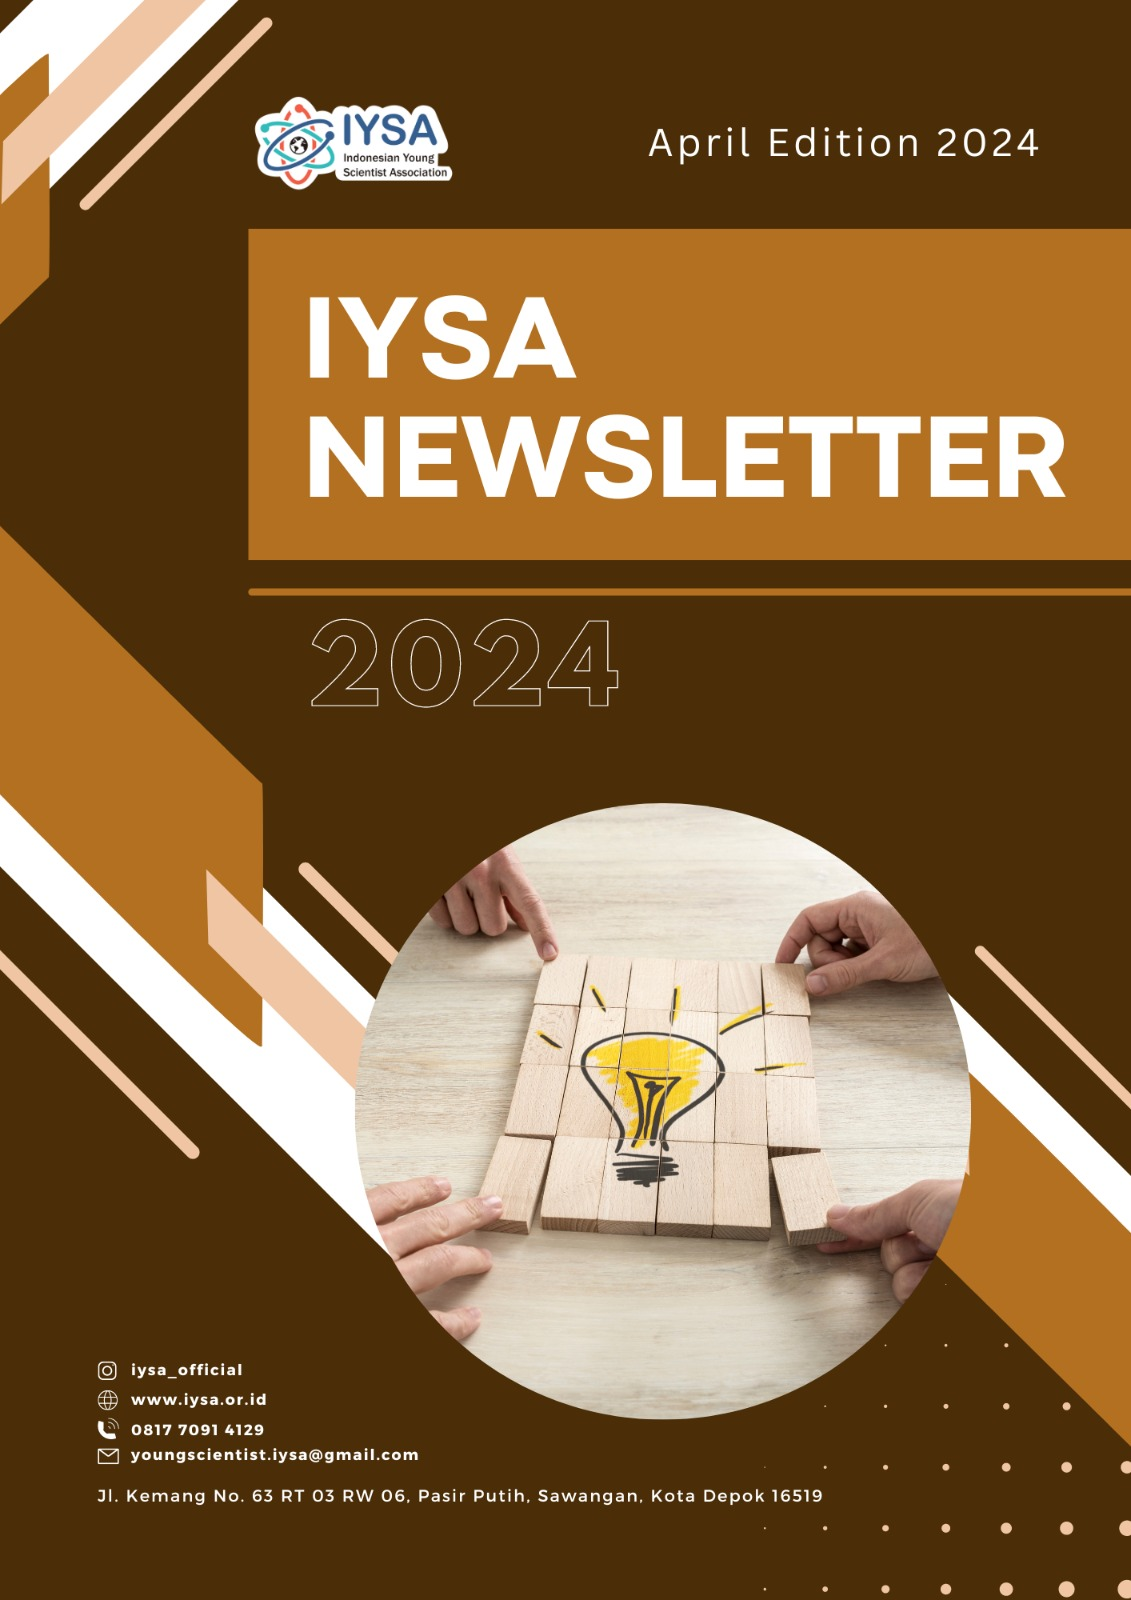 IYSA
Indonesian Young
Scientist Association
April Edition 2024
IYSA
NEWSLETTER
2024
iysa_official
www.iysa.or.id
0817 7091 4129
youngscientist.iysa@gmail.com
Jl. Kemang No. 63 RT 03 RW 06, Pasir Putih, Sawangan, Kota Depok 16519